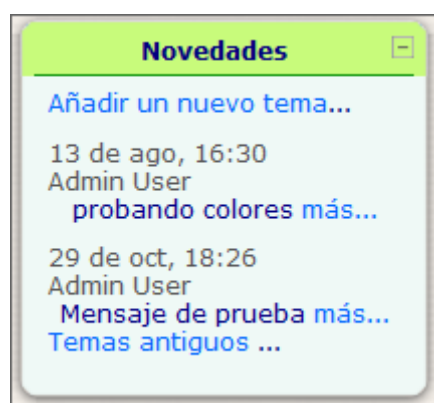 Novedades
Añadir un nuevo tema...
13 de ago, 16:30
Admin User
probando colores más...
29 de oct, 18:26
Admin User
Mensaje de prueba más...
Temas antiguos ...